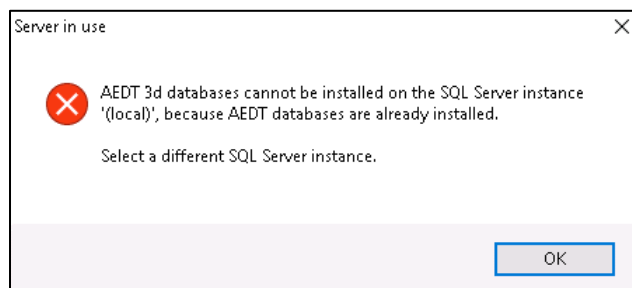 Server in use
AEDT 3d databases cannot be installed on the SQL Server instance
'(local)', because AEDT databases are already installed.
Select a different SQL Server instance.
OK